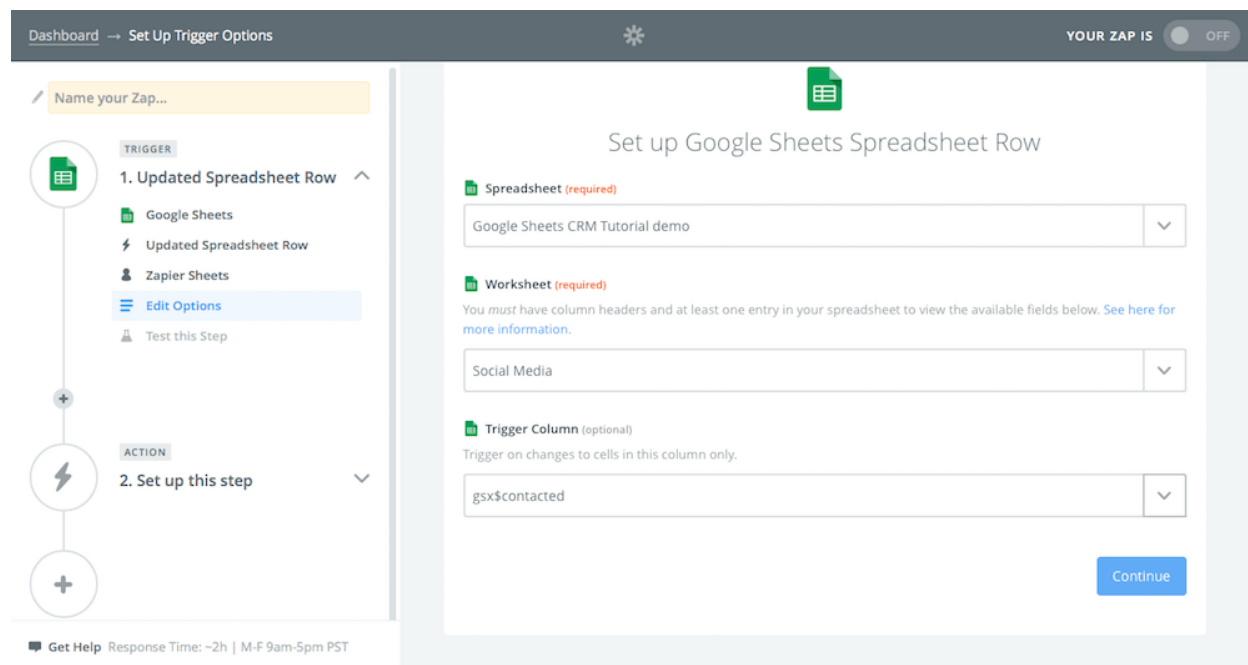 Dashboard → Set Up Trigger Options
YOUR ZAP IS
OFF
Name your Zap...
TRIGGER
1. Updated Spreadsheet Row
Google Sheets
Updated Spreadsheet Row
Zapier Sheets
Edit Options
Test this Step
ACTION
2. Set up this step
Get Help Response Time: ~2h | M-F 9am-5pm PST
Set up Google Sheets Spreadsheet Row
Spreadsheet (required)
Google Sheets CRM Tutorial demo
Worksheet (required)
You must have column headers and at least one entry in your spreadsheet to view the available fields below. See here for
more information.
Social Media
Trigger Column (optional)
Trigger on changes to cells in this column only.
gsx$contacted
Continue